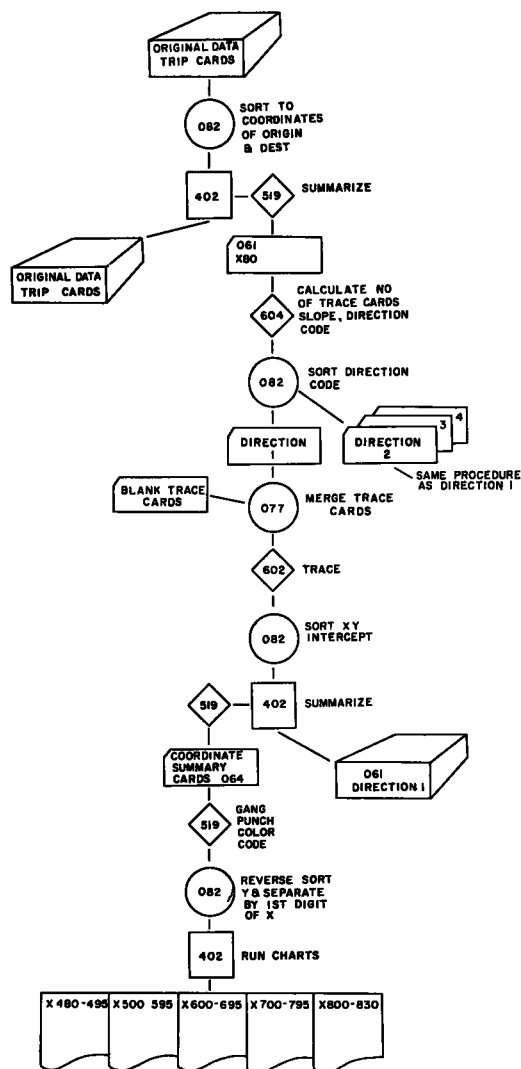 ORIGINAL DATA
TRIP CARDS
082
SORT TO
COORDINATES
OF ORIGIN
& DEST
402
519
SUMMARIZE
ORIGINAL DATA
TRIP CARDS
061
X80
604
CALCULATE NO
OF TRACE CARDS
SLOPE, DIRECTION
CODE
082
SORT DIRECTION
CODE
DIRECTION
1
4
3
DIRECTION
2
SAME PROCEDURE
AS DIRECTION 1
BLANK TRACE
CARDS
077
MERGE TRACE
CARDS
602
TRACE
082
SORT XY
INTERCEPT
519
402
SUMMARIZE
COORDINATE
SUMMARY
CARDS 064
061
DIRECTION 1
519
GANG
PUNCH
COLOR
CODE
082
REVERSE SORT
Y & SEPARATE
BY 1ST DIGIT
OF X
402
RUN CHARTS
X 480-495
X 500 595
X 600-695
X 700-795
X 800-830